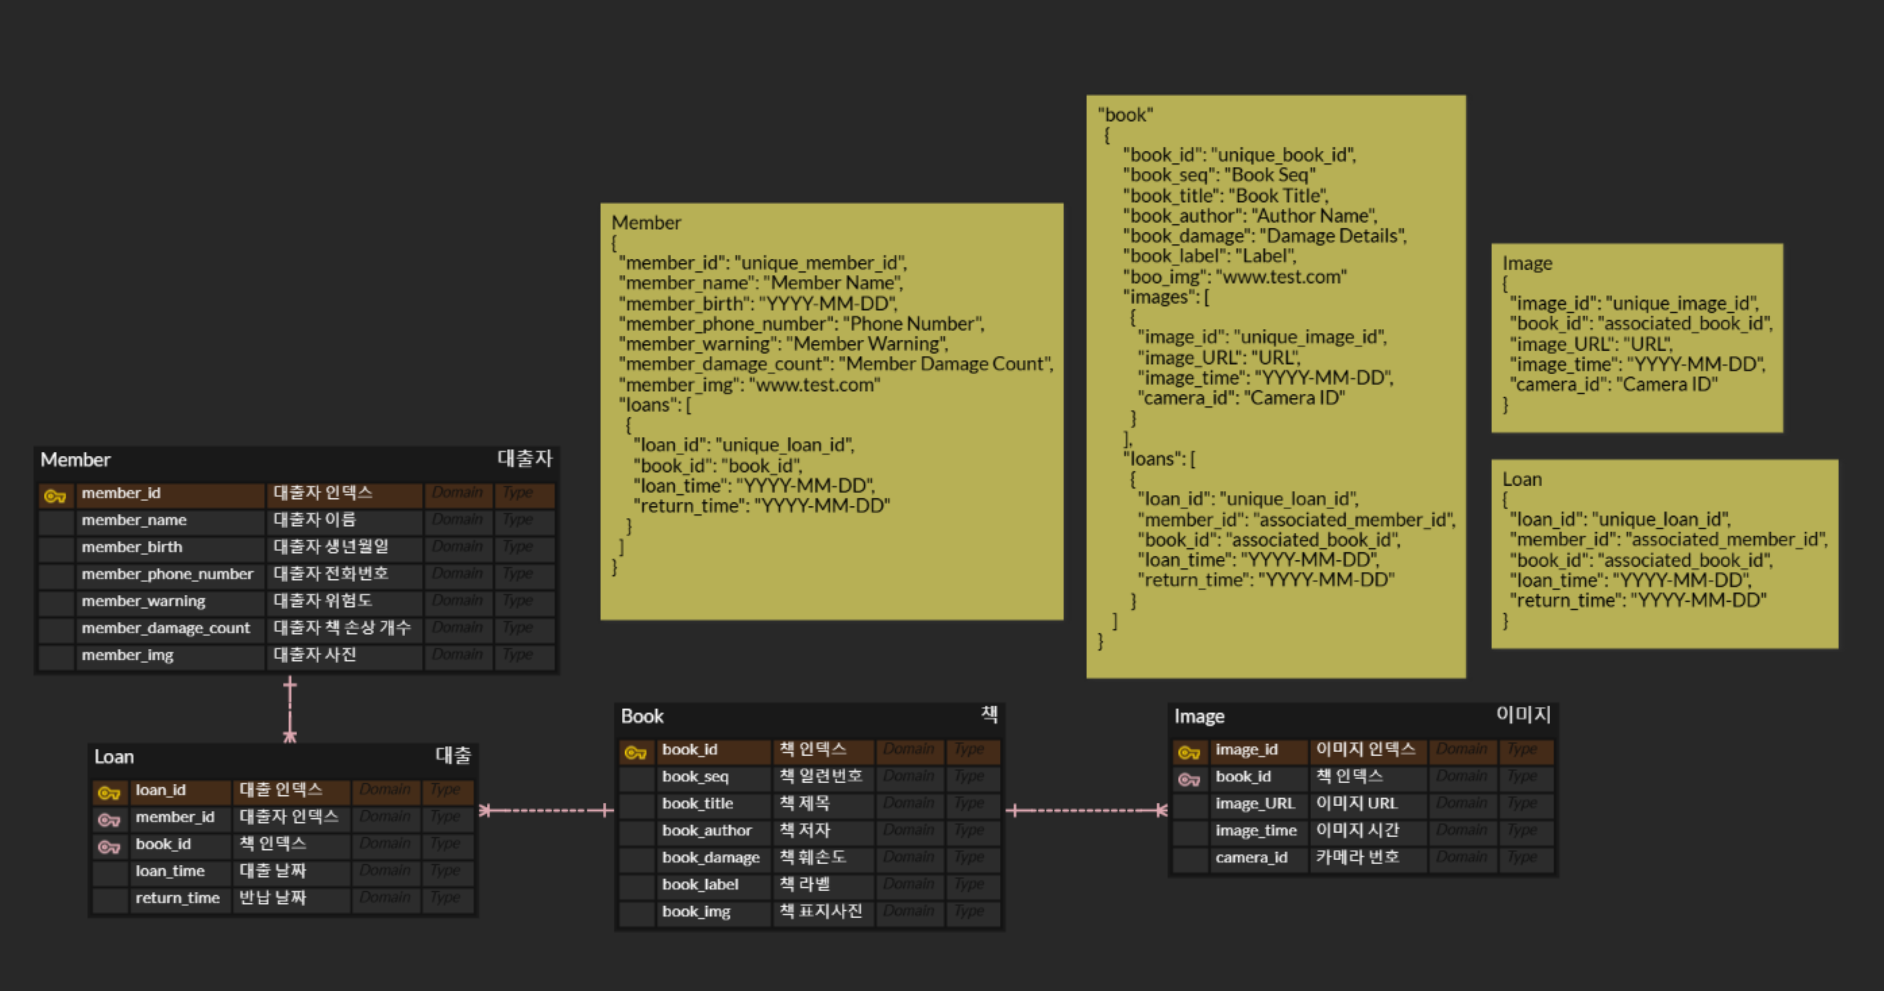 Member
{
"member_id": "unique_member_id",
"member_name": "Member Name",
"member_birth": "YYYY-MM-DD",
"member_phone_number": "Phone Number",
"member_warning": "Member Warning",
"member_damage_count": "Member Damage Count",
"member_img": "www.test.com"
"loans": [
{
"loan_id": "unique_loan_id",
"book_id": "book_id",
"loan_time": "YYYY-MM-DD",
"return_time": "YYYY-MM-DD"
}
]
}
"book"
{
"book_id": "unique_book_id",
"book_seq": "Book Seq"
"book_title": "Book Title",
"book_author": "Author Name",
"book_damage": "Damage Details",
"book_label": "Label",
"boo_img": "www.test.com"
"images": [
{
"image_id": "unique_image_id",
"image_URL": "URL",
"image_time": "YYYY-MM-DD",
"camera_id": "Camera ID"
}
],
"loans": [
{
"loan_id": "unique_loan_id",
"member_id": "associated_member_id",
"book_id": "associated_book_id",
"loan_time": "YYYY-MM-DD",
"return_time": "YYYY-MM-DD"
}
]
}
Image
{
"image_id": "unique_image_id",
"book_id": "associated_book_id",
"image_URL": "URL",
"image_time": "YYYY-MM-DD",
"camera_id": "Camera ID"
}
Loan
{
"loan_id": "unique_loan_id",
"member_id": "associated_member_id",
"book_id": "associated_book_id",
"loan_time": "YYYY-MM-DD",
"return_time": "YYYY-MM-DD"
}
Member 대출자
member_id 대출자 인덱스 Domain Type
member_name 대출자 이름 Domain Type
member_birth 대출자 생년월일 Domain Type
member_phone_number 대출자 전화번호 Domain Type
member_warning 대출자 위험도 Domain Type
member_damage_count 대출자 책 손상 개수 Domain Type
member_img 대출자 사진 Domain Type
Loan 대출
loan_id 대출 인덱스 Domain Type
member_id 대출자 인덱스 Domain Type
book_id 책 인덱스 Domain Type
loan_time 대출 날짜 Domain Type
return_time 반납 날짜 Domain Type
Book 책
book_id 책 인덱스 Domain Type
book_seq 책 일련번호 Domain Type
book_title 책 제목 Domain Type
book_author 책 저자 Domain Type
book_damage 책 훼손도 Domain Type
book_label 책 라벨 Domain Type
book_img 책 표지사진 Domain Type
Image 이미지
image_id 이미지 인덱스 Domain Type
book_id 책 인덱스 Domain Type
image_URL 이미지 URL Domain Type
image_time 이미지 시간 Domain Type
camera_id 카메라 번호 Domain Type